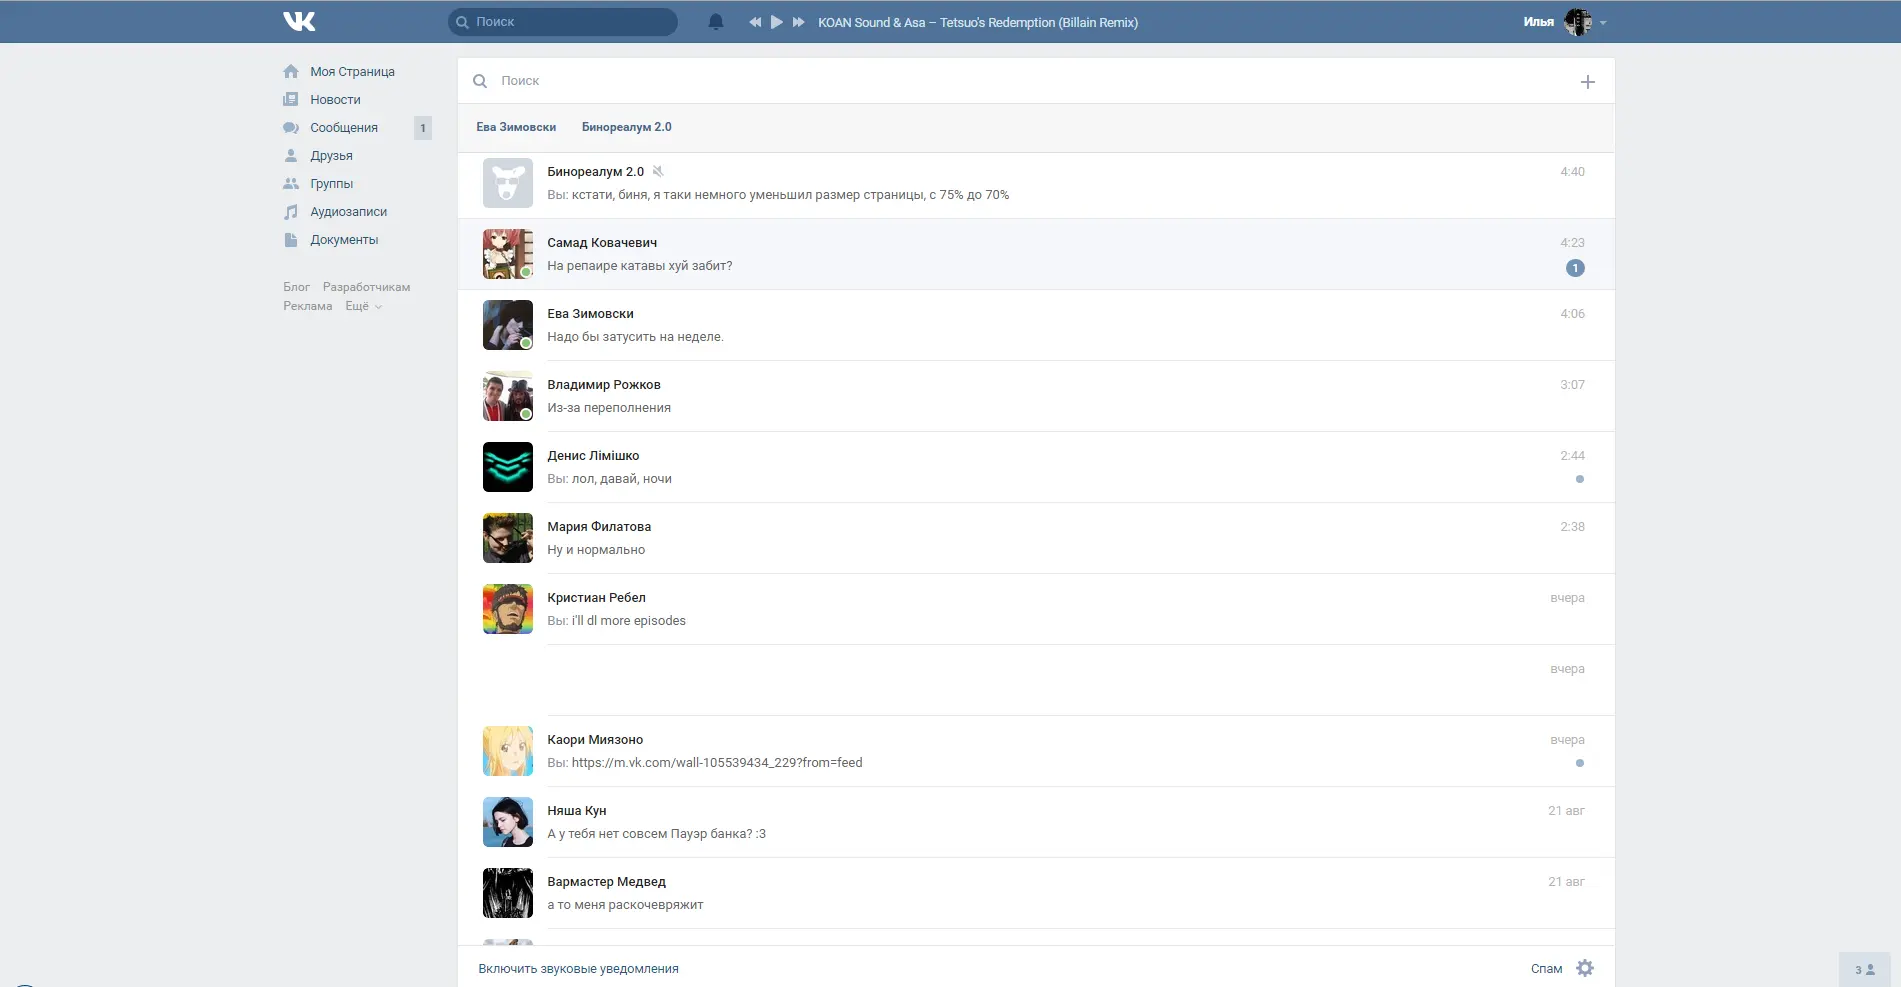 Поиск
KOAN Sound & Asa – Tetsuo's Redemption (Billain Remix)
Илья
Моя Страница
Новости
Сообщения 1
Друзья
Группы
Аудиозаписи
Документы
Блог Разработчикам
Реклама Ещё
Поиск
Ева Зимовски Бинореалум 2.0
Бинореалум 2.0 4:40
Вы: кстати, биня, я таки немного уменьшил размер страницы, с 75% до 70%
Самад Ковачевич 4:23
На репаире катавы хуй забит? 1
Ева Зимовски 4:06
Надо бы затусить на неделе.
Владимир Рожков 3:07
Из-за переполнения
Денис Лімішко 2:44
Вы: лол, давай, ночи
Мария Филатова 2:38
Ну и нормально
Кристиан Ребел вчера
Вы: i'll dl more episodes
вчера
Каори Миязоно вчера
Вы: https://m.vk.com/wall-105539434_229?from=feed
Няша Кун 21 авг
А у тебя нет совсем Пауэр банка? :3
Вармастер Медвед 21 авг
а то меня раскочевряжит
Включить звуковые уведомления Спам
3